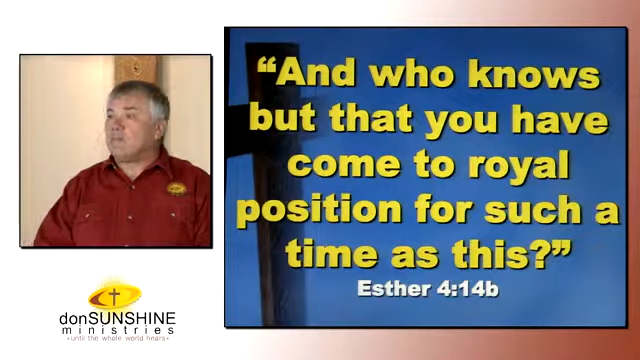 “And who knows
but that you have
come to royal
position for such a
time as this?”
Esther 4:14b
donSUNSHINE
ministries
until the whole world hears